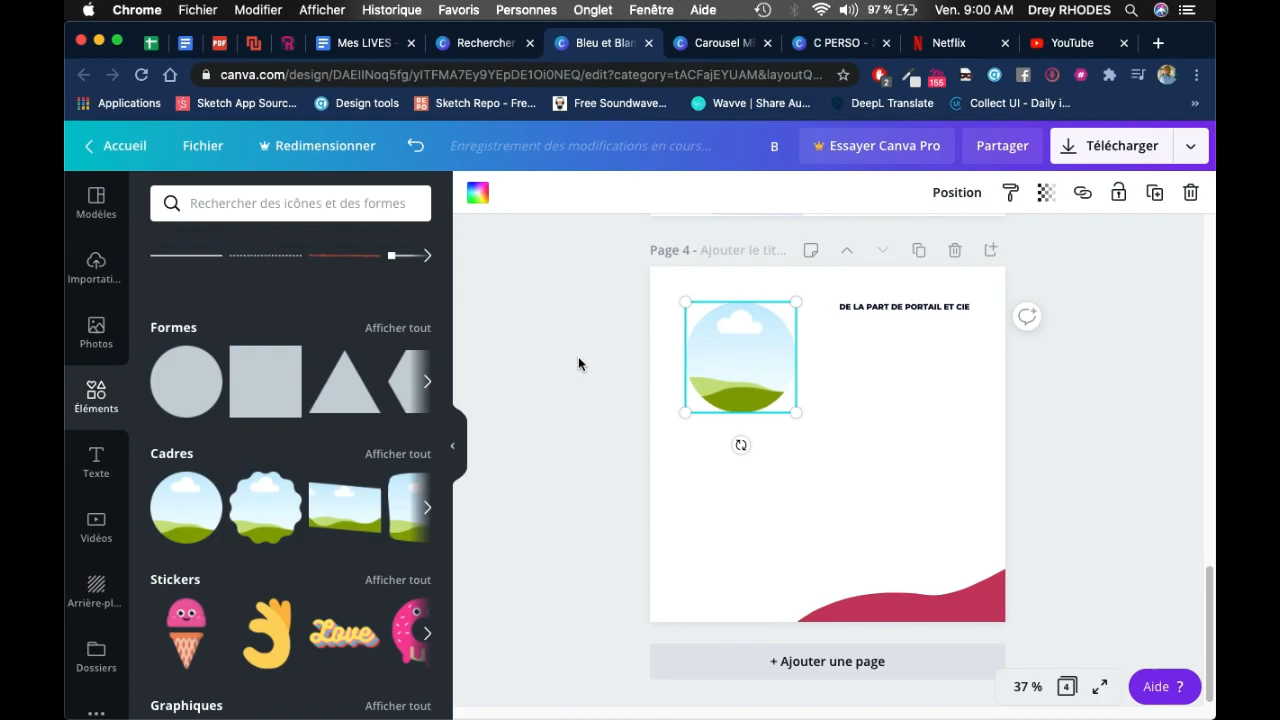 Chrome Fichier Modifier Afficher Historique Favoris Personnes Onglet Fenêtre Aide 97 % Ven. 9:00 AM Drey RHODES
Mes LIVES - Rechercher Bleu et Blan Carousel M C PERSO - Netflix YouTube
canva.com/design/DAEIlNoq5fg/yITFMA7Ey9YEpDE1Oi0NEQ/edit?category=tACFajEYUAM&layoutQ... 2 155
Applications Sketch App Sourc... Design tools Sketch Repo - Fre... Free Soundwave... Wavve | Share Au... DeepL Translate Collect UI - Daily i... »
Accueil Fichier Redimensionner Enregistrement des modifications en cours... B Essayer Canva Pro Partager Télécharger
Rechercher des icônes et des formes
Position
Modèles
Importati...
Photos
Éléments
Texte
Vidéos
Arrière-pl...
Dossiers
Formes Afficher tout
Cadres Afficher tout
Stickers Afficher tout
Love
Graphiques Afficher tout
Page 4 - Ajouter le tit...
DE LA PART DE PORTAIL ET CIE
+ Ajouter une page
37 % 4 Aide ?